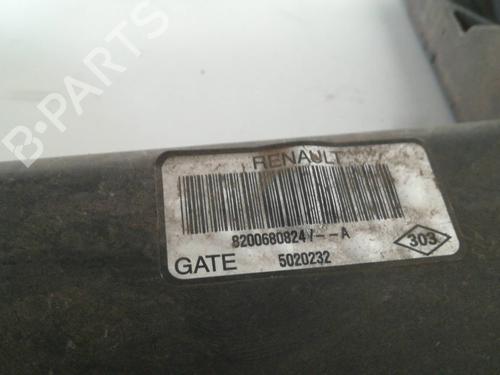 B-PARTS
RENAULT
8200680824/--A
GATE 5020232
303